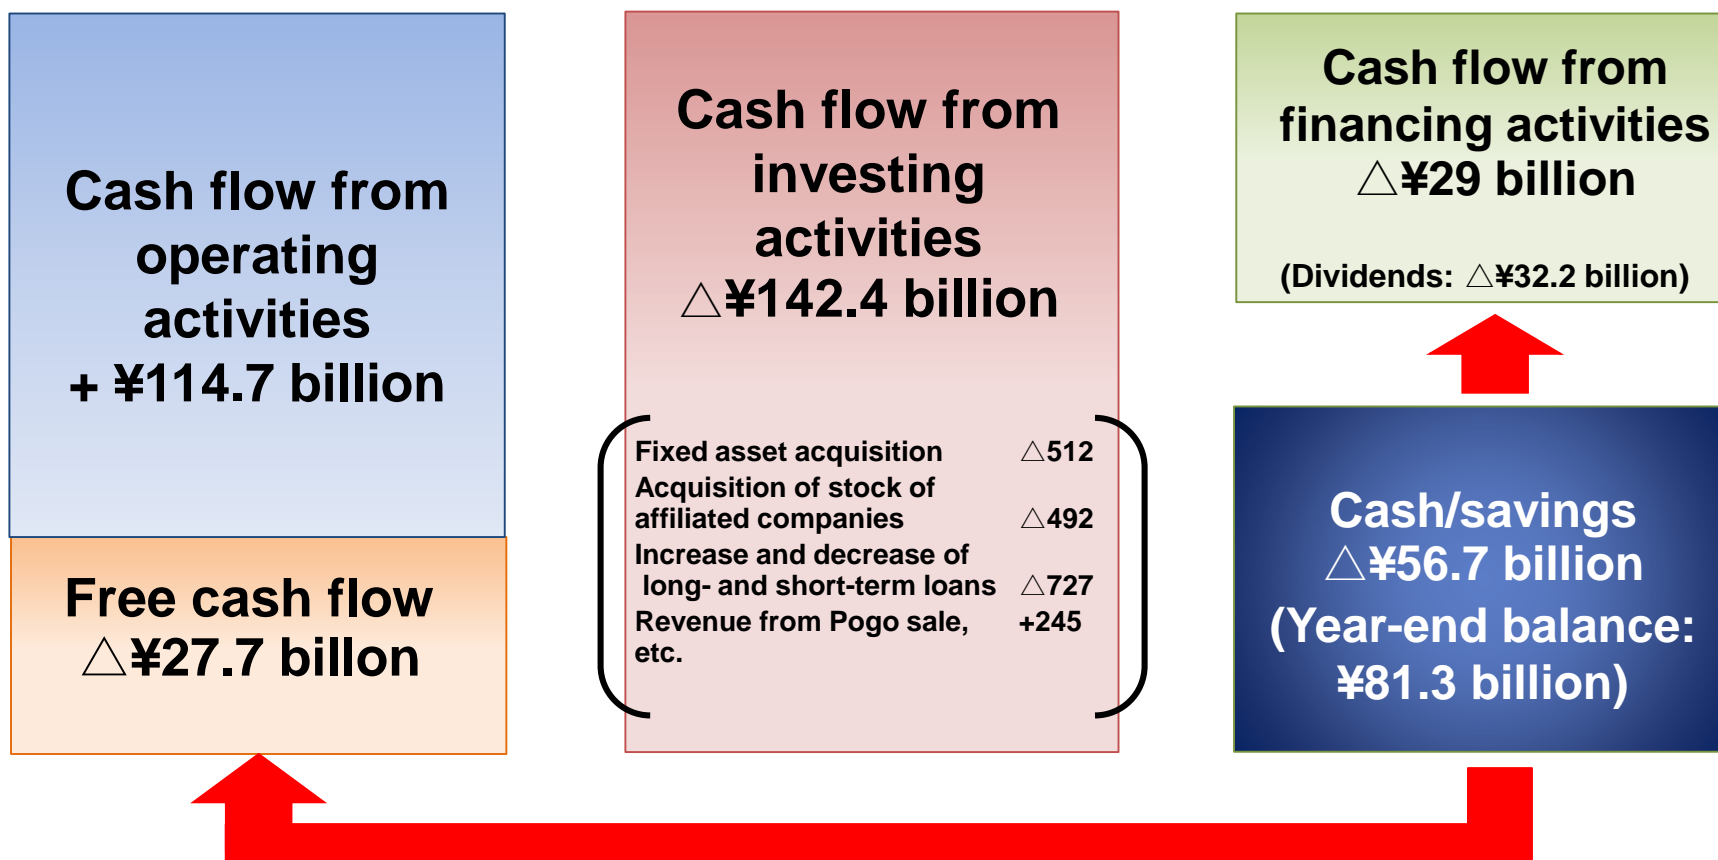 Cash flow from
operating
activities
+ ¥114.7 billion
Free cash flow
△¥27.7 billon
Cash flow from
investing
activities
△¥142.4 billion
Fixed asset acquisition △512
Acquisition of stock of
affiliated companies △492
Increase and decrease of
long- and short-term loans △727
Revenue from Pogo sale, +245
etc.
Cash flow from
financing activities
△¥29 billion
(Dividends: △¥32.2 billion)
Cash/savings
△¥56.7 billion
(Year-end balance:
¥81.3 billion)